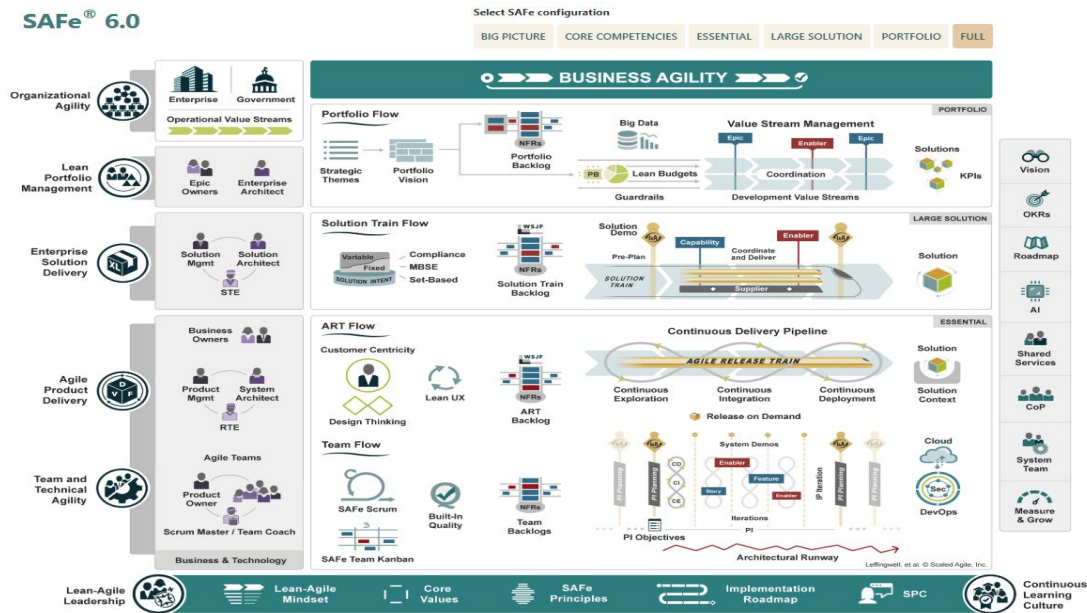 SAFe® 6.0
Select SAFe configuration
BIG PICTURE
CORE COMPETENCIES
ESSENTIAL
LARGE SOLUTION
PORTFOLIO
FULL
Organizational
Agility
Enterprise
Government
Operational Value Streams
BUSINESS AGILITY
PORTFOLIO
Lean
Portfolio
Management
Epic
Owners
Enterprise
Architect
Portfolio Flow
Strategic
Themes
Portfolio
Vision
NFRs
Portfolio
Backlog
Big Data
PB
Lean Budgets
Guardrails
Value Stream Management
Epic
Enabler
Epic
Coordination
Development Value Streams
Solutions
KPIs
LARGE SOLUTION
Enterprise
Solution
Delivery
XL
Solution
Mgmt
Solution
Architect
STE
Solution Train Flow
Variable
Fixed
SOLUTION INTENT
Compliance
MBSE
Set-Based
WSJF
NFRs
Solution Train
Backlog
Solution
Demo
Pre-Plan
Capability
Coordinate
and Deliver
Enabler
SOLUTION
TRAIN
Supplier
Solution
ESSENTIAL
Agile
Product
Delivery
D
V F
Business
Owners
Product
Mgmt
System
Architect
RTE
ART Flow
Customer Centricity
Design Thinking
Lean UX
WSJF
NFRs
ART
Backlog
Continuous Delivery Pipeline
AGILE RELEASE TRAIN
Continuous
Exploration
Continuous
Integration
Continuous
Deployment
Release on Demand
Solution
Solution
Context
Team and
Technical
Agility
Agile Teams
Product
Owner
Scrum Master / Team Coach
Business & Technology
Team Flow
SAFe Scrum
3
SAFe Team Kanban
Built-In
Quality
NFRs
Team
Backlogs
PI Planning
PI Planning
CD
CI
CE
System Demos
Enabler
Story
Feature
Enabler
IP Iteration
PI Planning
PI Planning
Iterations
PI
PI Objectives
Architectural Runway
Cloud
Sec
DevOps
Leffingwell, et al. © Scaled Agile, Inc.
Vision
OKRs
Roadmap
AI
Shared
Services
CoP
System
Team
Measure
& Grow
Lean-Agile
Leadership
Lean-Agile
Mindset
Core
Values
SAFe
Principles
Implementation
Roadmap
SPC
Continuous
Learning
Culture